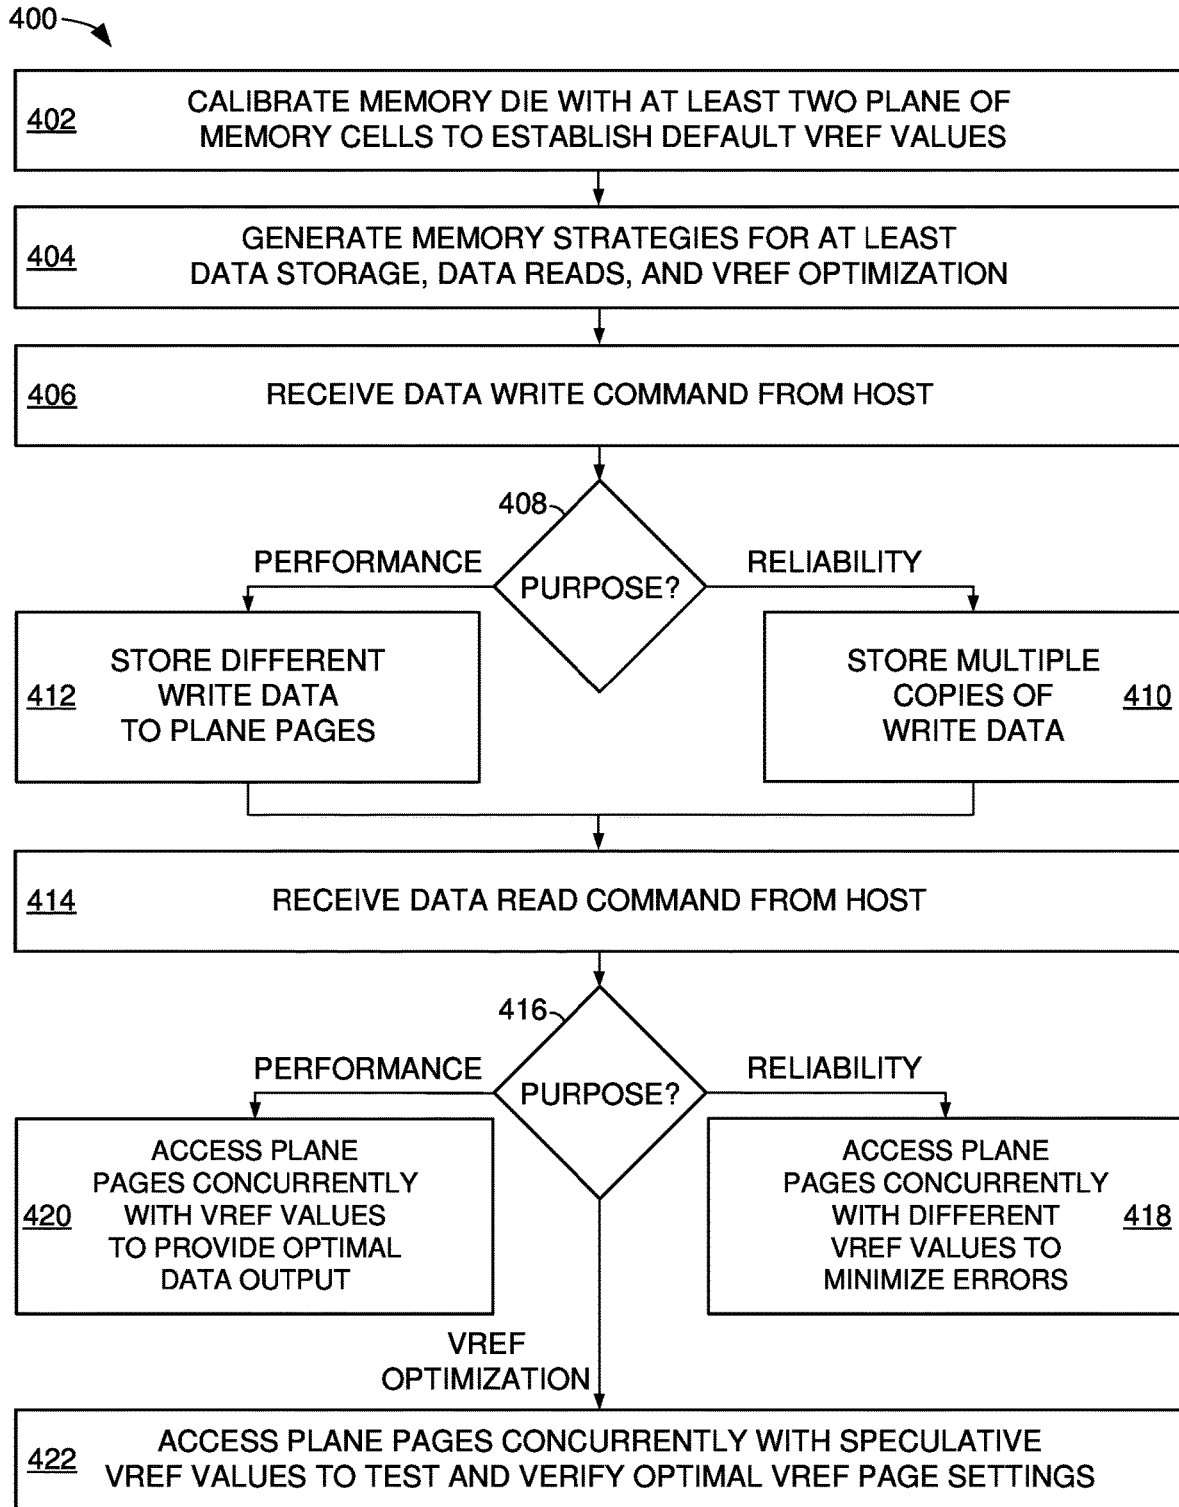 400
402 CALIBRATE MEMORY DIE WITH AT LEAST TWO PLANE OF
MEMORY CELLS TO ESTABLISH DEFAULT VREF VALUES
404 GENERATE MEMORY STRATEGIES FOR AT LEAST
DATA STORAGE, DATA READS, AND VREF OPTIMIZATION
406 RECEIVE DATA WRITE COMMAND FROM HOST
408
PERFORMANCE
PURPOSE?
RELIABILITY
412
STORE DIFFERENT
WRITE DATA
TO PLANE PAGES
STORE MULTIPLE
COPIES OF
WRITE DATA
410
414 RECEIVE DATA READ COMMAND FROM HOST
416
PERFORMANCE
PURPOSE?
RELIABILITY
420
ACCESS PLANE
PAGES CONCURRENTLY
WITH VREF VALUES
TO PROVIDE OPTIMAL
DATA OUTPUT
ACCESS PLANE
PAGES CONCURRENTLY
WITH DIFFERENT
VREF VALUES TO
MINIMIZE ERRORS
418
VREF
OPTIMIZATION
422 ACCESS PLANE PAGES CONCURRENTLY WITH SPECULATIVE
VREF VALUES TO TEST AND VERIFY OPTIMAL VREF PAGE SETTINGS